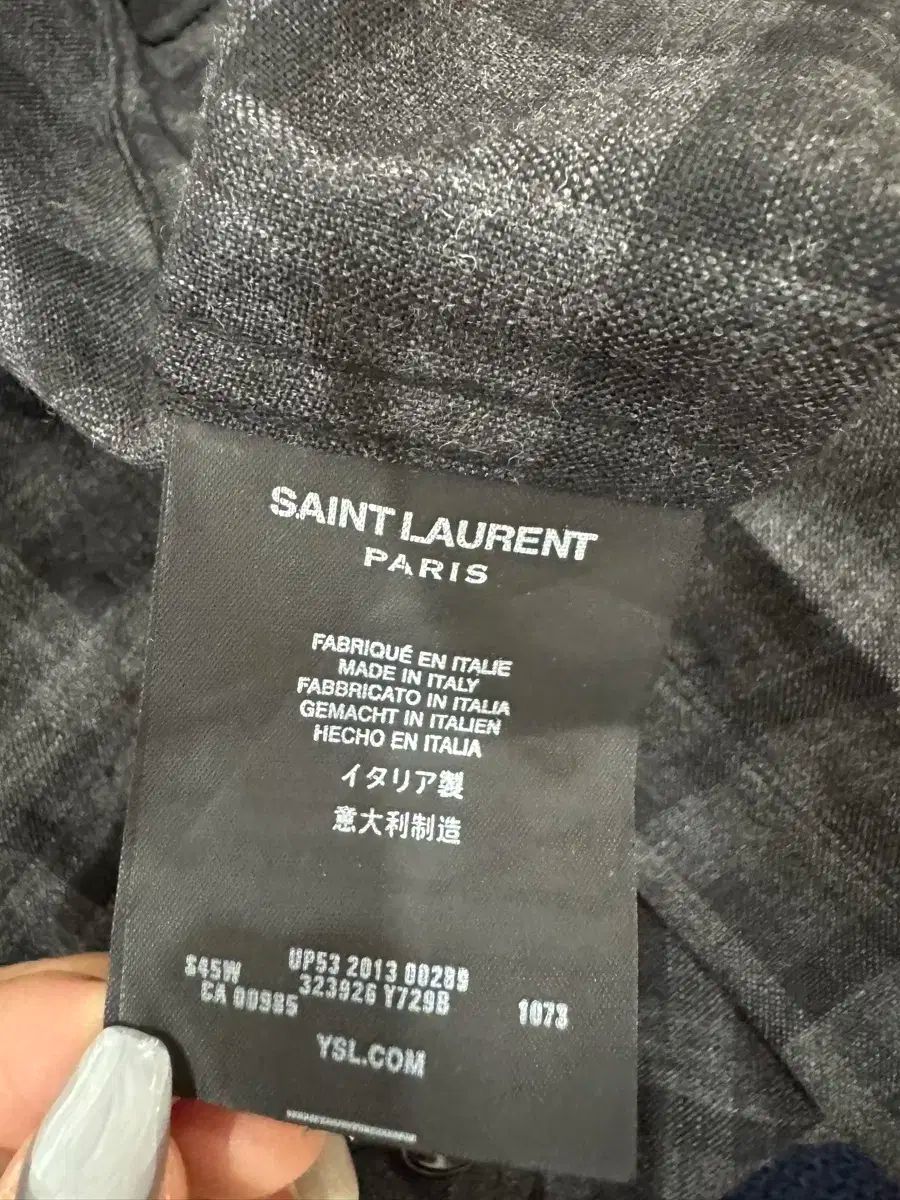 SAINT LAURENT
PARIS
FABRIQUÉ EN ITALIE
MADE IN ITALY
FABBRICATO IN ITALIA
GEMACHT IN ITALIEN
HECHO EN ITALIA
イタリア製
意大利制造
S45W UP53 2013 00289
CA 00985 323926 Y729B 1073
YSL.COM